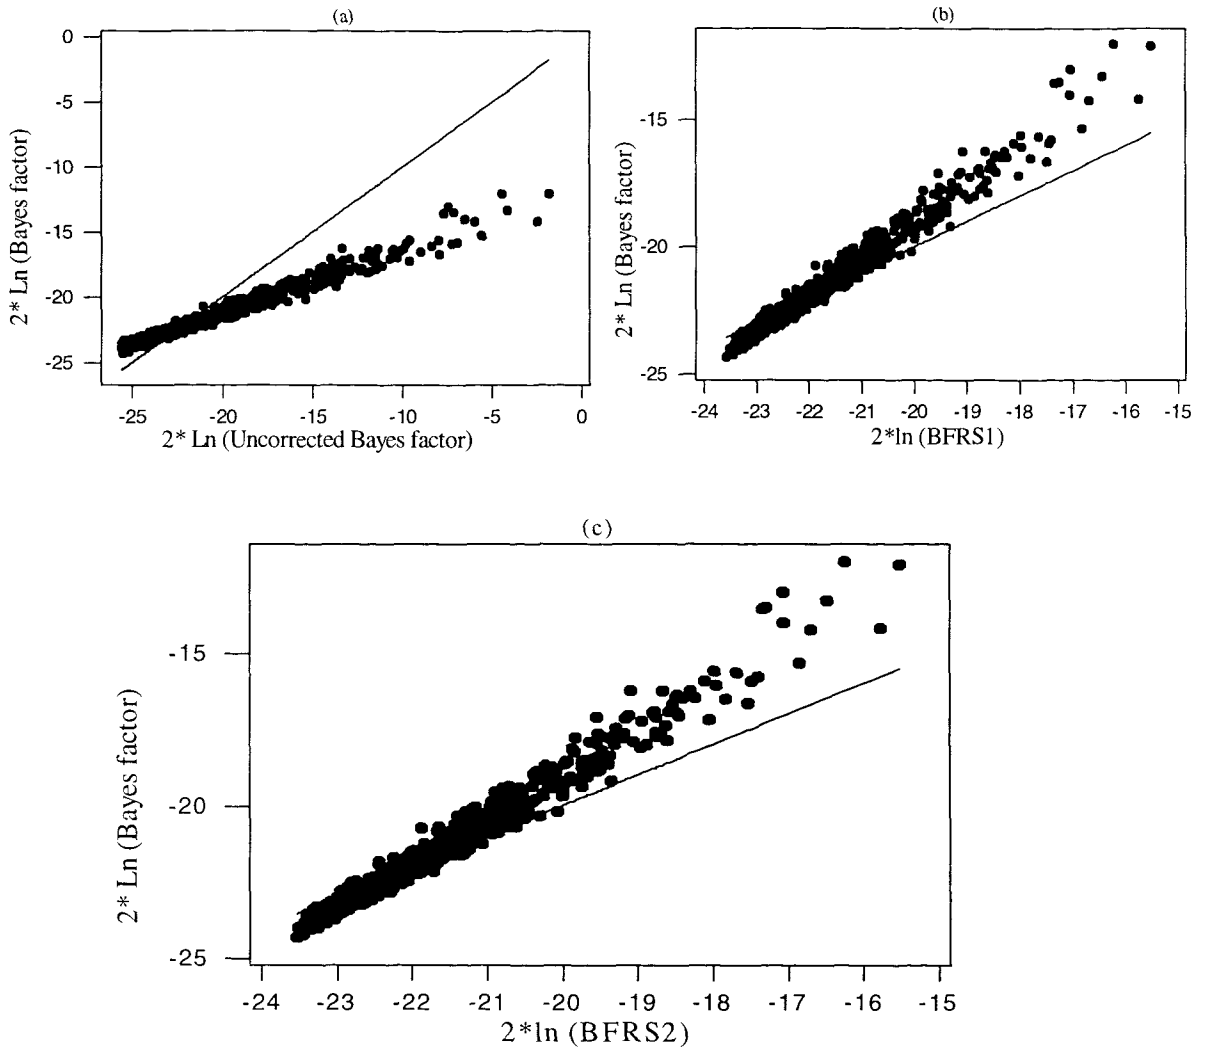 (a)
0
-5
-10
-15
-20
-25
2* Ln (Bayes factor)
-25 -20 -15 -10 -5 0
2* Ln (Uncorrected Bayes factor)
(b)
-15
-20
-25
2* Ln (Bayes factor)
-24 -23 -22 -21 -20 -19 -18 -17 -16 -15
2*ln (BFRS1)
(c)
-15
-20
-25
2* Ln (Bayes factor)
-24 -23 -22 -21 -20 -19 -18 -17 -16 -15
2*ln (BFRS2)